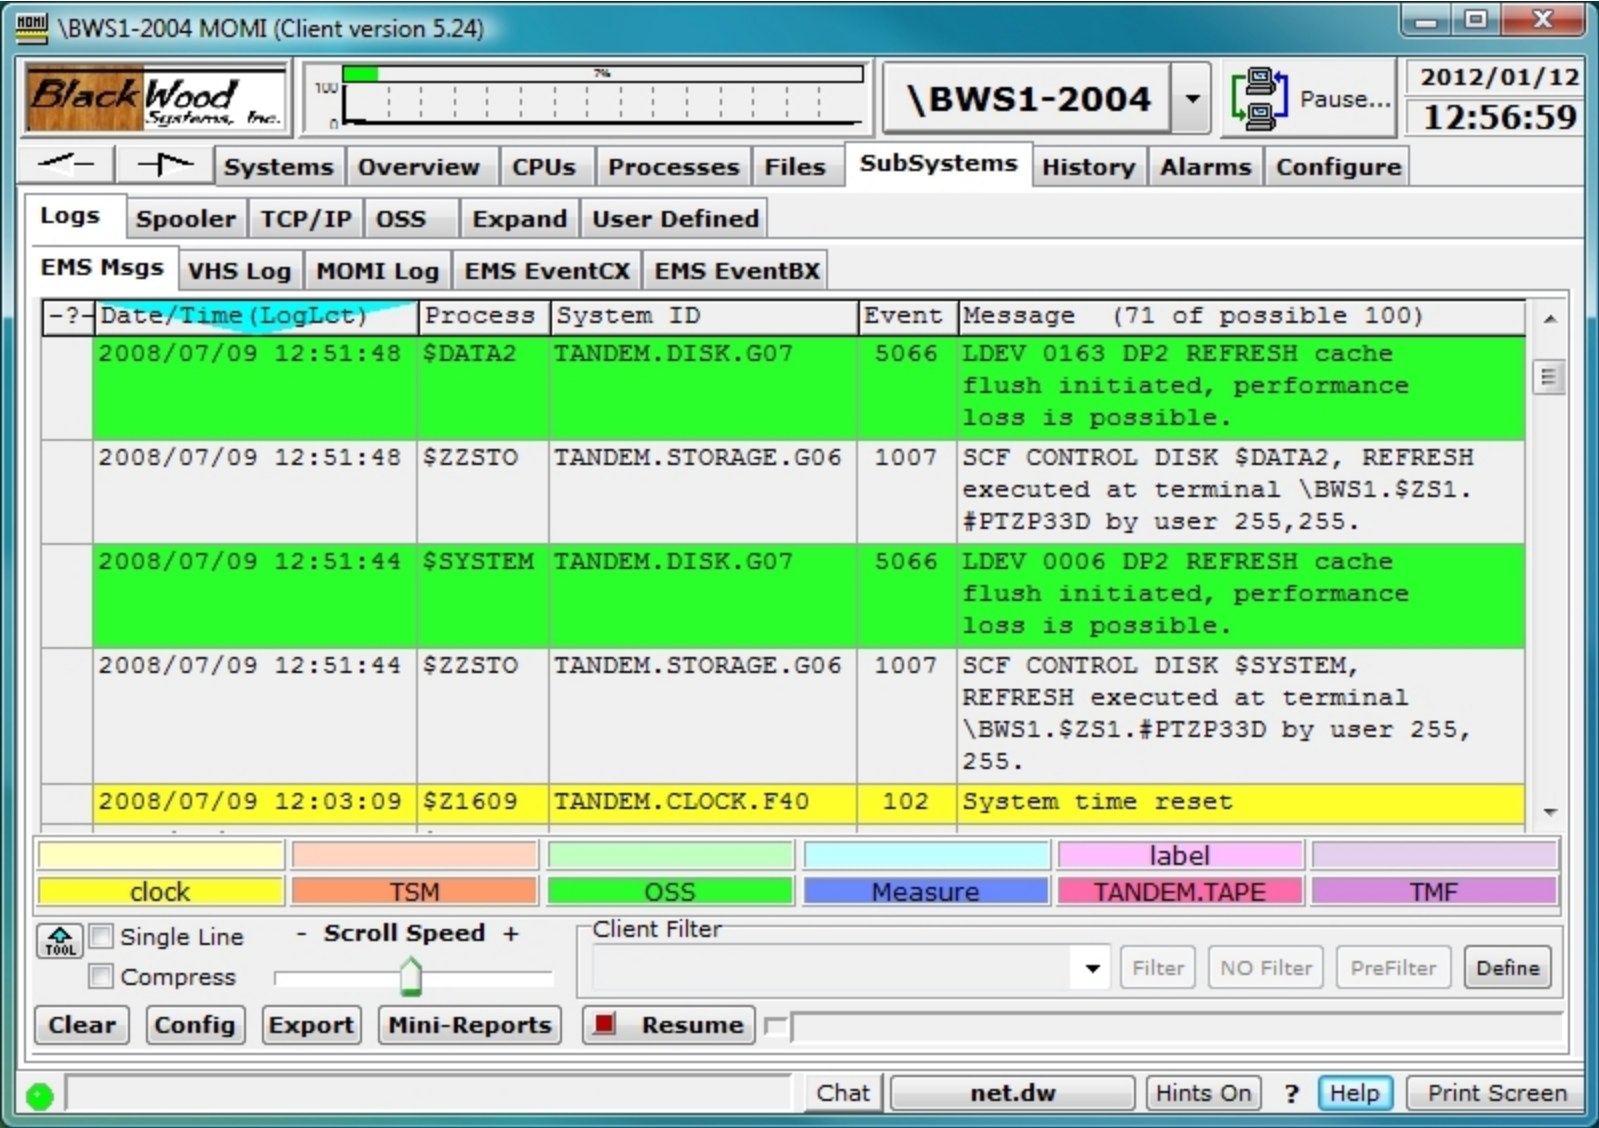 MOMI \BWS1-2004 MOMI (Client version 5.24)
BlackWood
Systems, Inc.
100
0
7%
\BWS1-2004
Pause...
2012/01/12
12:56:59
Systems Overview CPUs Processes Files SubSystems History Alarms Configure
Logs Spooler TCP/IP OSS Expand User Defined
EMS Msgs VHS Log MOMI Log EMS EventCX EMS EventBX
-?- Date/Time(LogLct) Process System ID Event Message (71 of possible 100)
2008/07/09 12:51:48 $DATA2 TANDEM.DISK.G07 5066 LDEV 0163 DP2 REFRESH cache
flush initiated, performance
loss is possible.
2008/07/09 12:51:48 $ZZSTO TANDEM.STORAGE.G06 1007 SCF CONTROL DISK $DATA2, REFRESH
executed at terminal \BWS1.$ZS1.
#PTZP33D by user 255,255.
2008/07/09 12:51:44 $SYSTEM TANDEM.DISK.G07 5066 LDEV 0006 DP2 REFRESH cache
flush initiated, performance
loss is possible.
2008/07/09 12:51:44 $ZZSTO TANDEM.STORAGE.G06 1007 SCF CONTROL DISK $SYSTEM,
REFRESH executed at terminal
\BWS1.$ZS1.#PTZP33D by user 255,
255.
2008/07/09 12:03:09 $Z1609 TANDEM.CLOCK.F40 102 System time reset
label
clock TSM OSS Measure TANDEM.TAPE TMF
TOOL Single Line - Scroll Speed + Client Filter
Compress Filter NO Filter PreFilter Define
Clear Config Export Mini-Reports Resume
Chat net.dw Hints On ? Help Print Screen